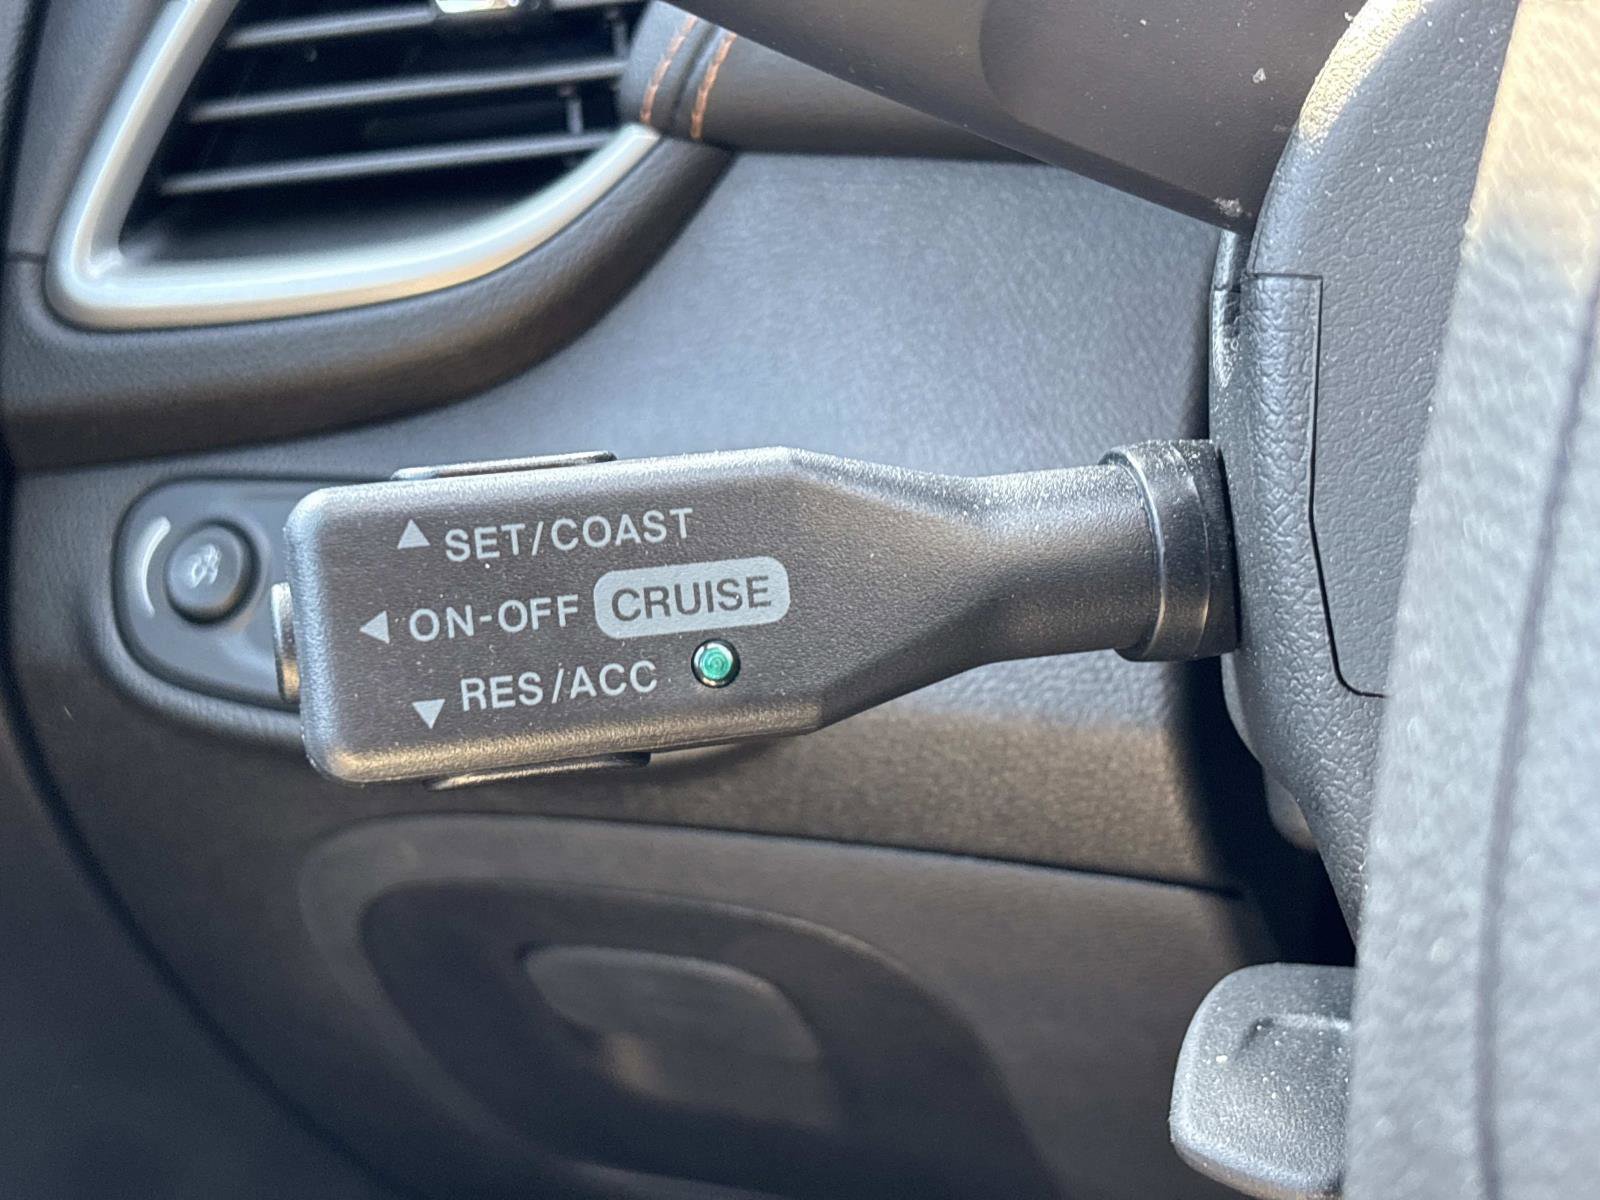 ▲ SET/COAST
◀ ON-OFF CRUISE
▼ RES/ACC